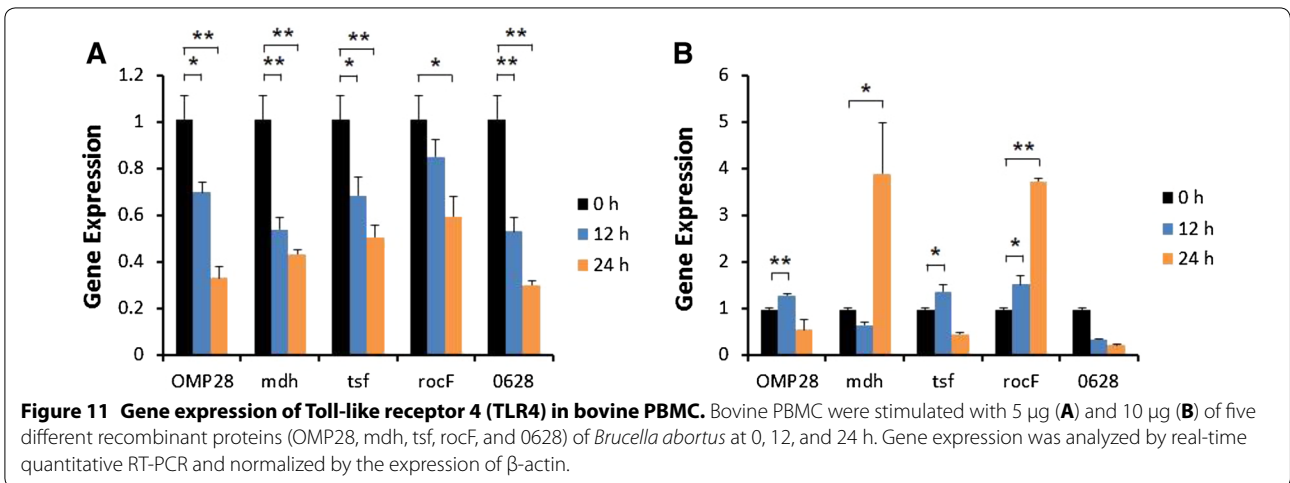 A
B
** ** ** * **
* ** * **
1.2
1
0.8
0.6
0.4
0.2
0
Gene Expression
OMP28 mdh tsf rocF 0628
0 h
12 h
24 h
6
5
4
3
2
1
0
Gene Expression
*
**
** * *
OMP28 mdh tsf rocF 0628
0 h
12 h
24 h
Figure 11 Gene expression of Toll-like receptor 4 (TLR4) in bovine PBMC. Bovine PBMC were stimulated with 5 µg (A) and 10 µg (B) of five
different recombinant proteins (OMP28, mdh, tsf, rocF, and 0628) of Brucella abortus at 0, 12, and 24 h. Gene expression was analyzed by real-time
quantitative RT-PCR and normalized by the expression of β-actin.